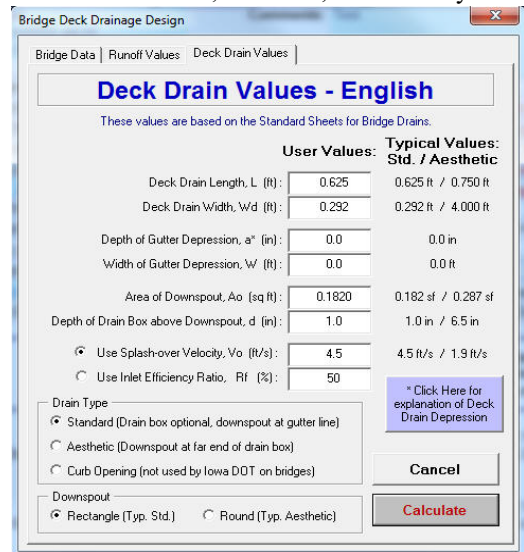 Bridge Deck Drainage Design
Bridge Data
Runoff Values
Deck Drain Values
Deck Drain Values - English
These values are based on the Standard Sheets for Bridge Drains.
User Values:
Typical Values:
Std. / Aesthetic
Deck Drain Length, L (ft): 0.625 0.625 ft / 0.750 ft
Deck Drain Width, Wd (ft): 0.292 0.292 ft / 4.000 ft
Depth of Gutter Depression, a* (in): 0.0 0.0 in
Width of Gutter Depression, W (ft): 0.0 0.0 ft
Area of Downspout, Ao (sq ft): 0.1820 0.182 sf / 0.287 sf
Depth of Drain Box above Downspout, d (in): 1.0 1.0 in / 6.5 in
Use Splash-over Velocity, Vo (ft/s): 4.5 4.5 ft/s / 1.9 ft/s
Use Inlet Efficiency Ratio, Rf (%): 50
* Click Here for
explanation of Deck
Drain Depression
Drain Type
Standard (Drain box optional, downspout at gutter line)
Aesthetic (Downspout at far end of drain box)
Curb Opening (not used by Iowa DOT on bridges)
Cancel
Downspout
Rectangle (Typ. Std.) Round (Typ. Aesthetic)
Calculate